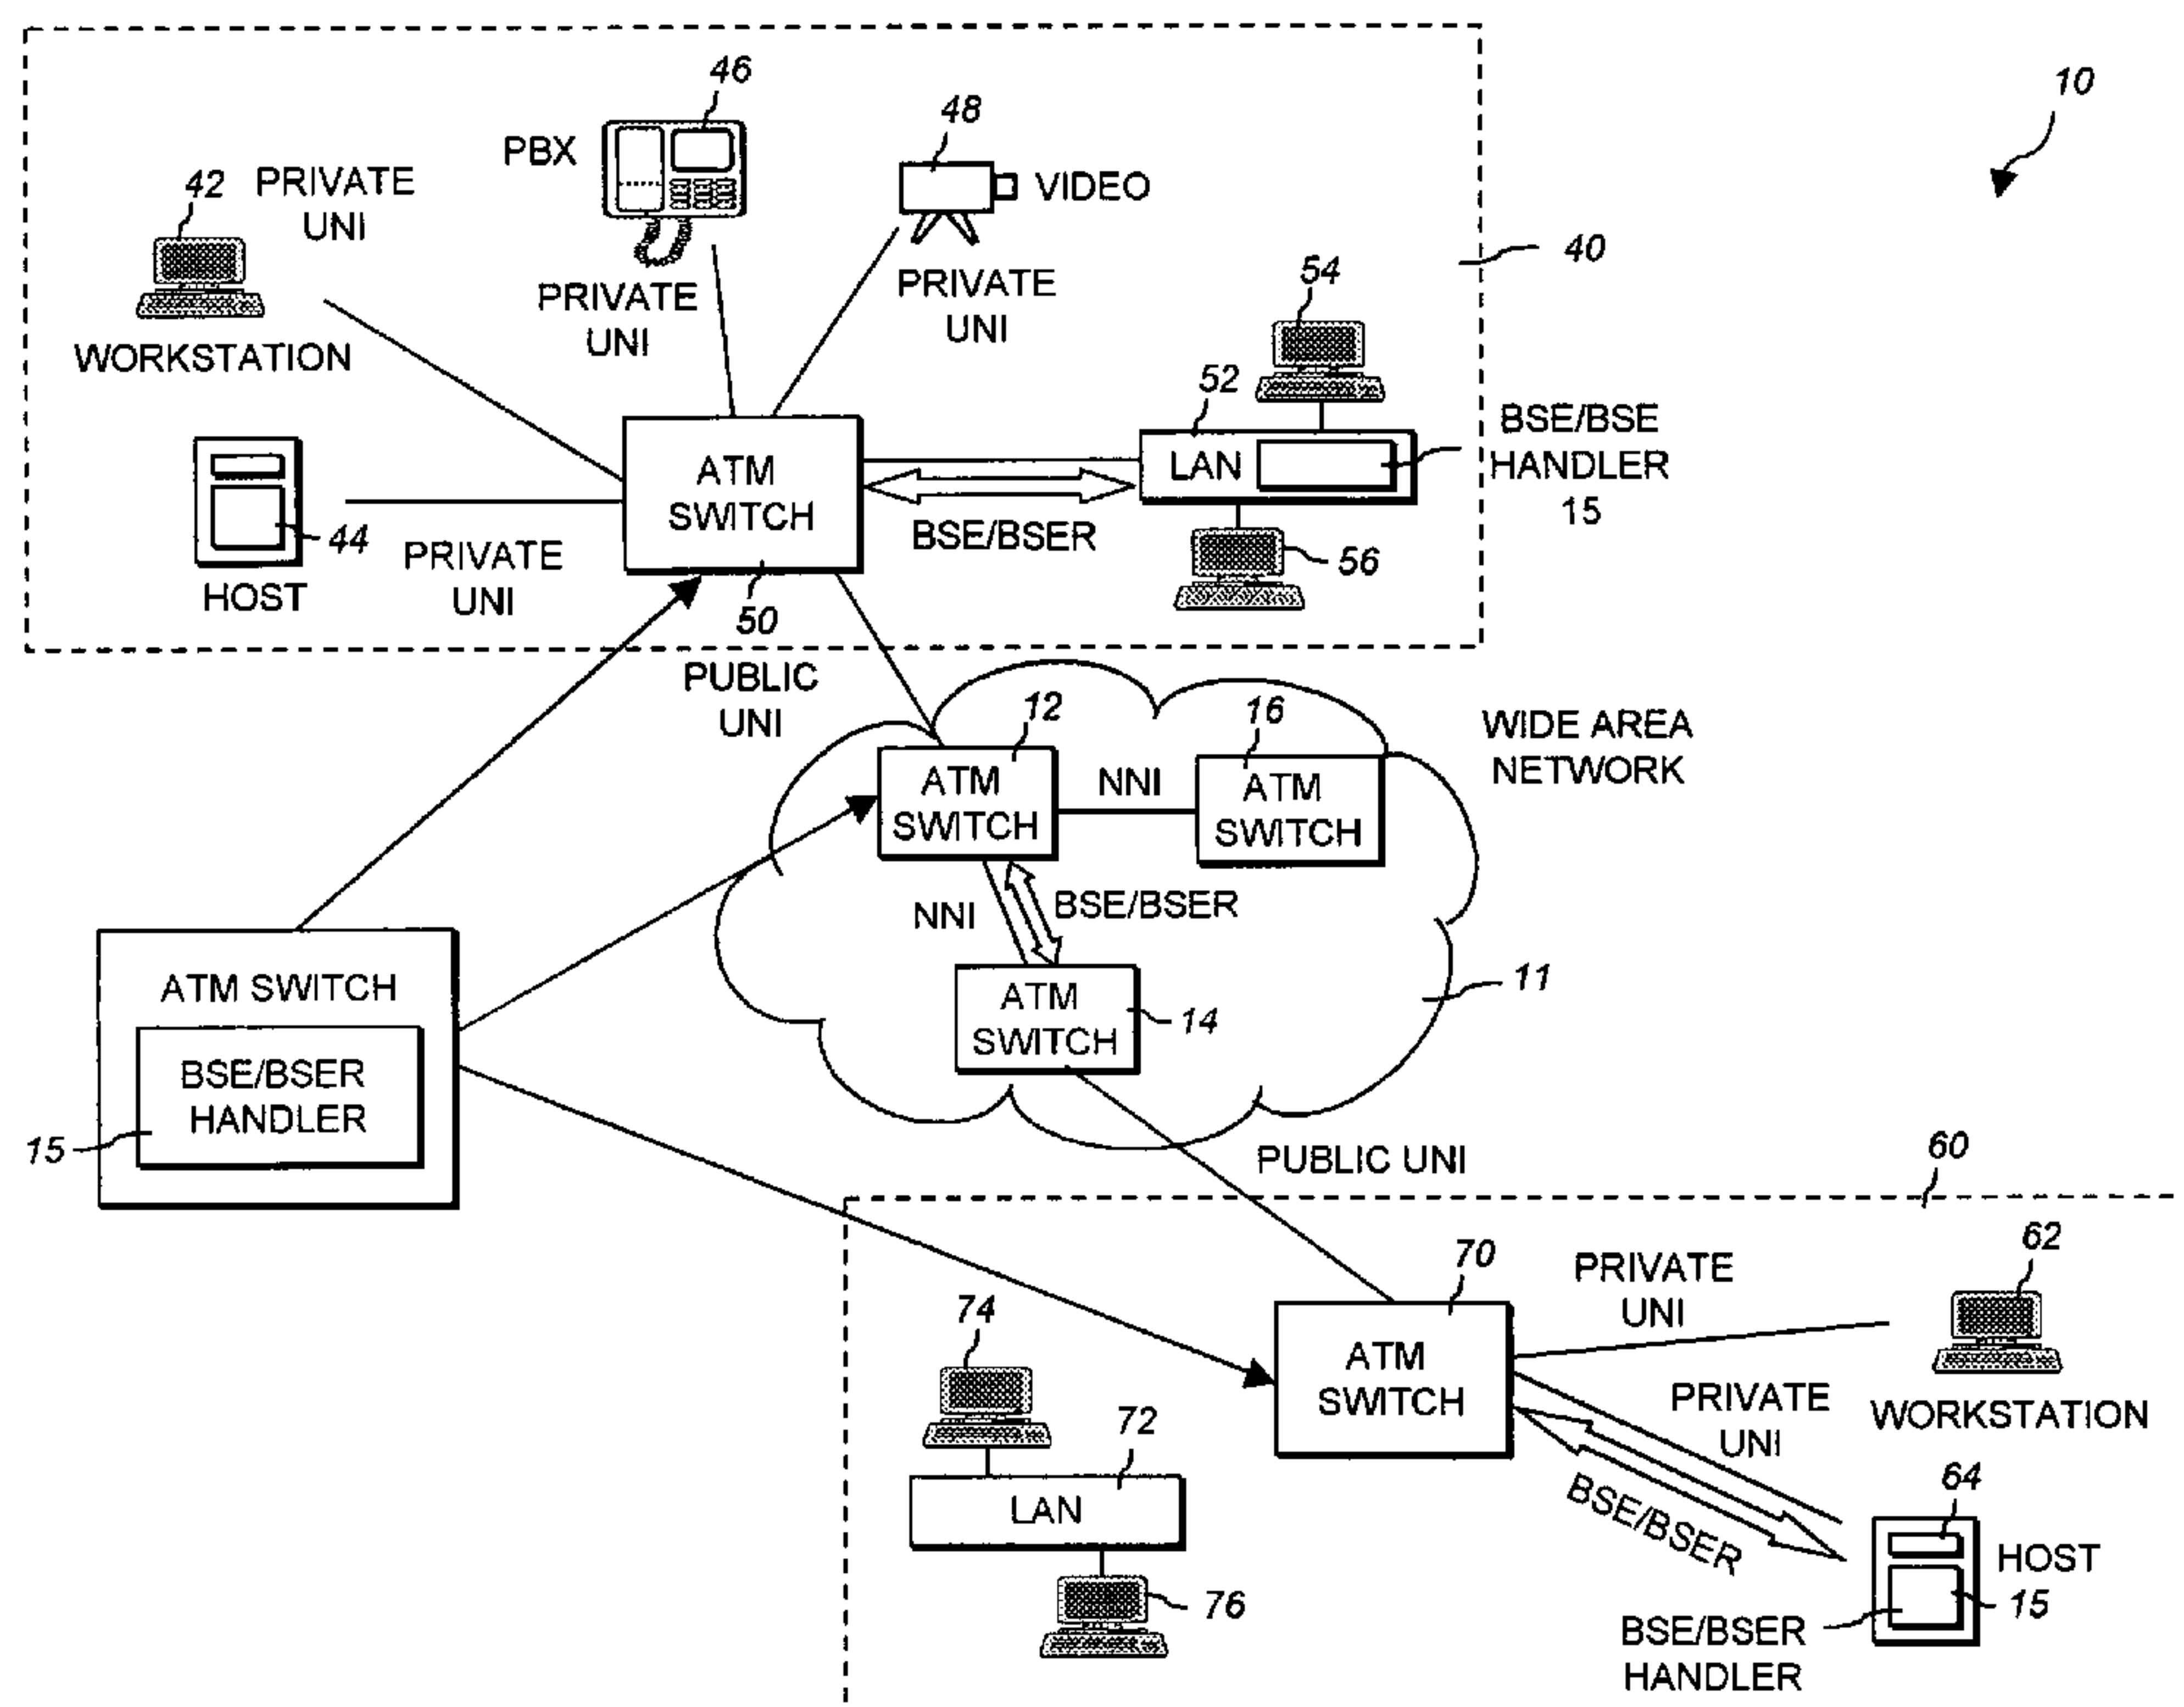 10
46
PBX
48
VIDEO
42
PRIVATE
UNI
WORKSTATION
PRIVATE
UNI
PRIVATE
UNI
40
54
52
LAN
BSE/BSE
HANDLER
15
ATM
SWITCH
BSE/BSER
56
44
HOST
PRIVATE
UNI
50
PUBLIC
UNI
12
ATM
SWITCH
NNI
16
ATM
SWITCH
WIDE AREA
NETWORK
NNI
BSE/BSER
ATM
SWITCH
14
11
ATM SWITCH
BSE/BSER
HANDLER
15
PUBLIC UNI
60
70
ATM
SWITCH
PRIVATE
UNI
62
WORKSTATION
PRIVATE
UNI
BSE/BSER
64
HOST
15
BSE/BSER
HANDLER
74
72
LAN
76